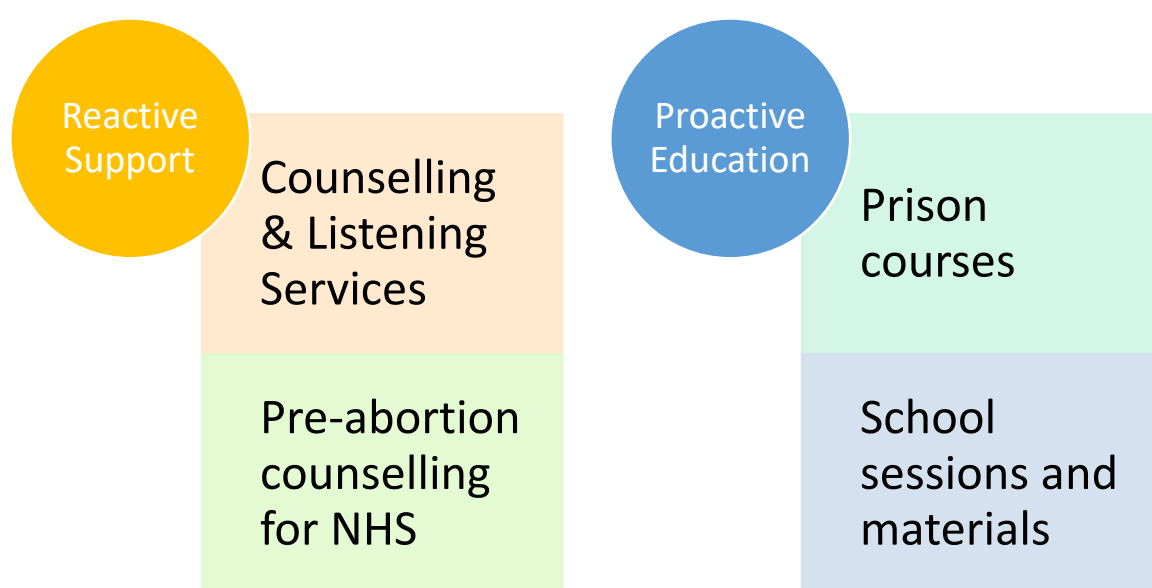 Reactive
Support
Counselling
& Listening
Services
Pre-abortion
counselling
for NHS
Proactive
Education
Prison
courses
School
sessions and
materials